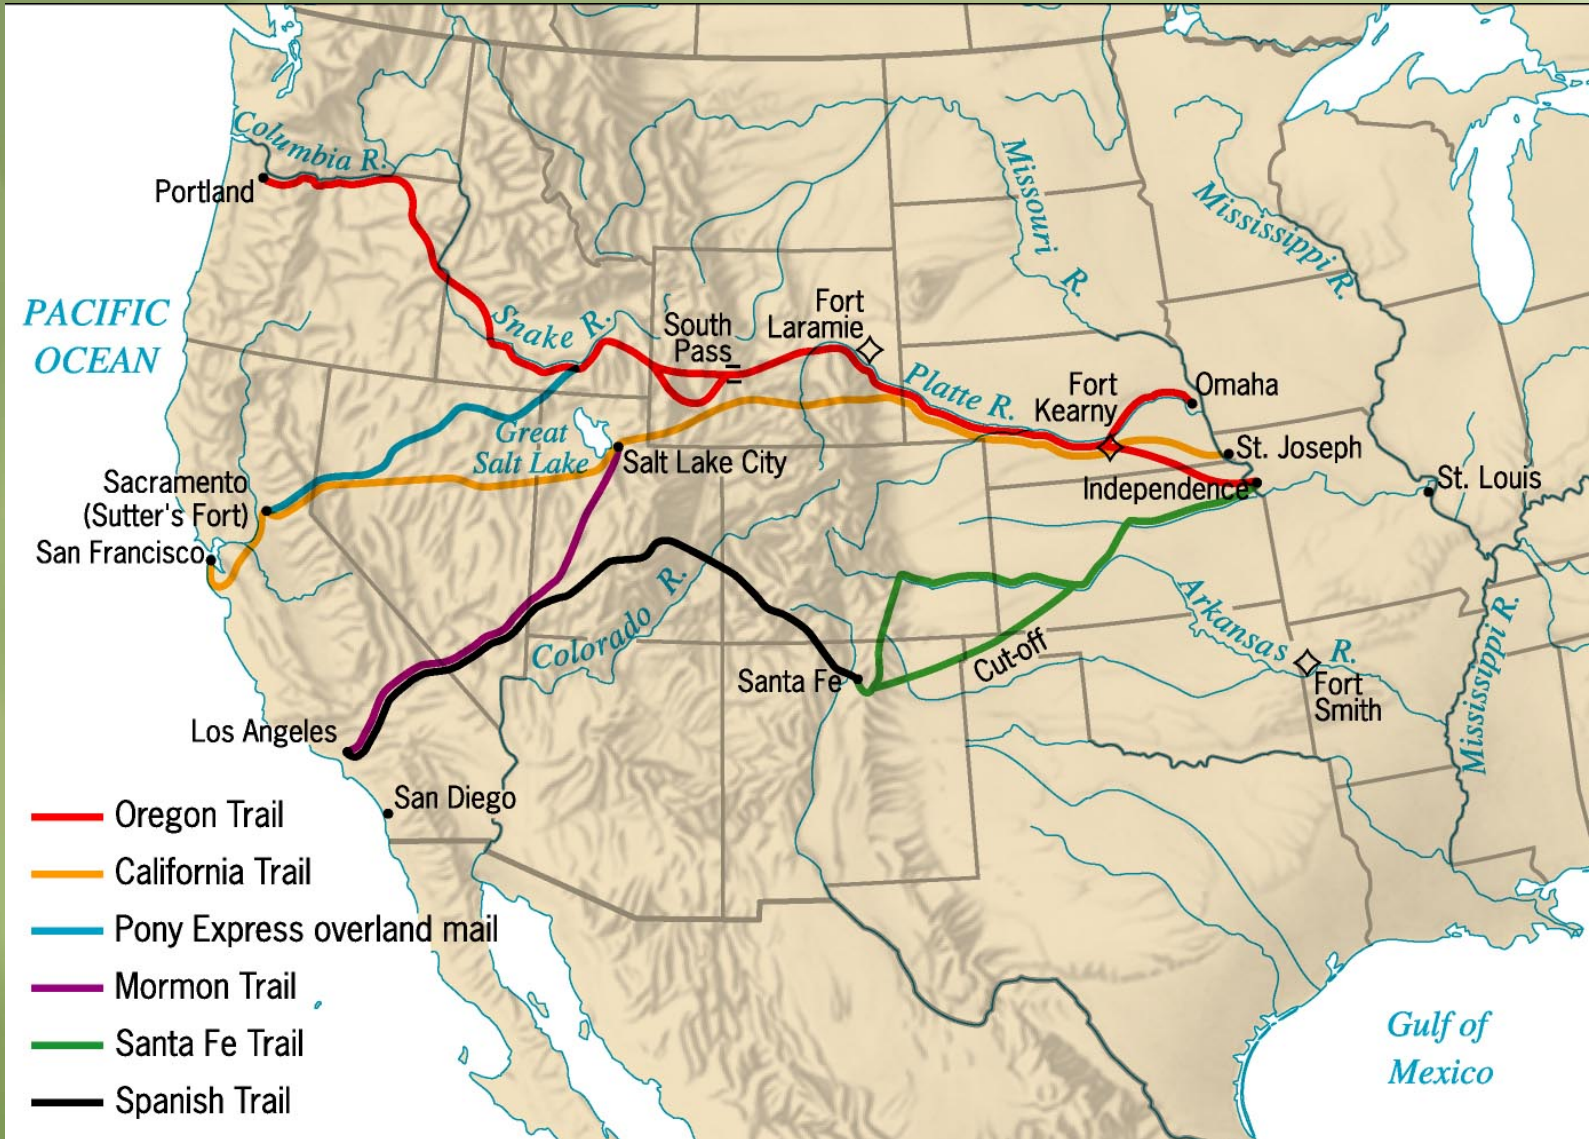 Columbia R.
Portland
Missouri R.
Mississippi R.
PACIFIC
OCEAN
Snake R.
South
Pass
Fort
Laramie
Platte R.
Fort
Kearny
Omaha
Great
Salt Lake
Salt Lake City
St. Joseph
Independence
St. Louis
Sacramento
(Sutter's Fort)
San Francisco
Colorado R.
Arkansas R.
Mississippi R.
Cut-off
Santa Fe
Fort
Smith
Los Angeles
San Diego
Oregon Trail
California Trail
Pony Express overland mail
Mormon Trail
Santa Fe Trail
Spanish Trail
Gulf of
Mexico